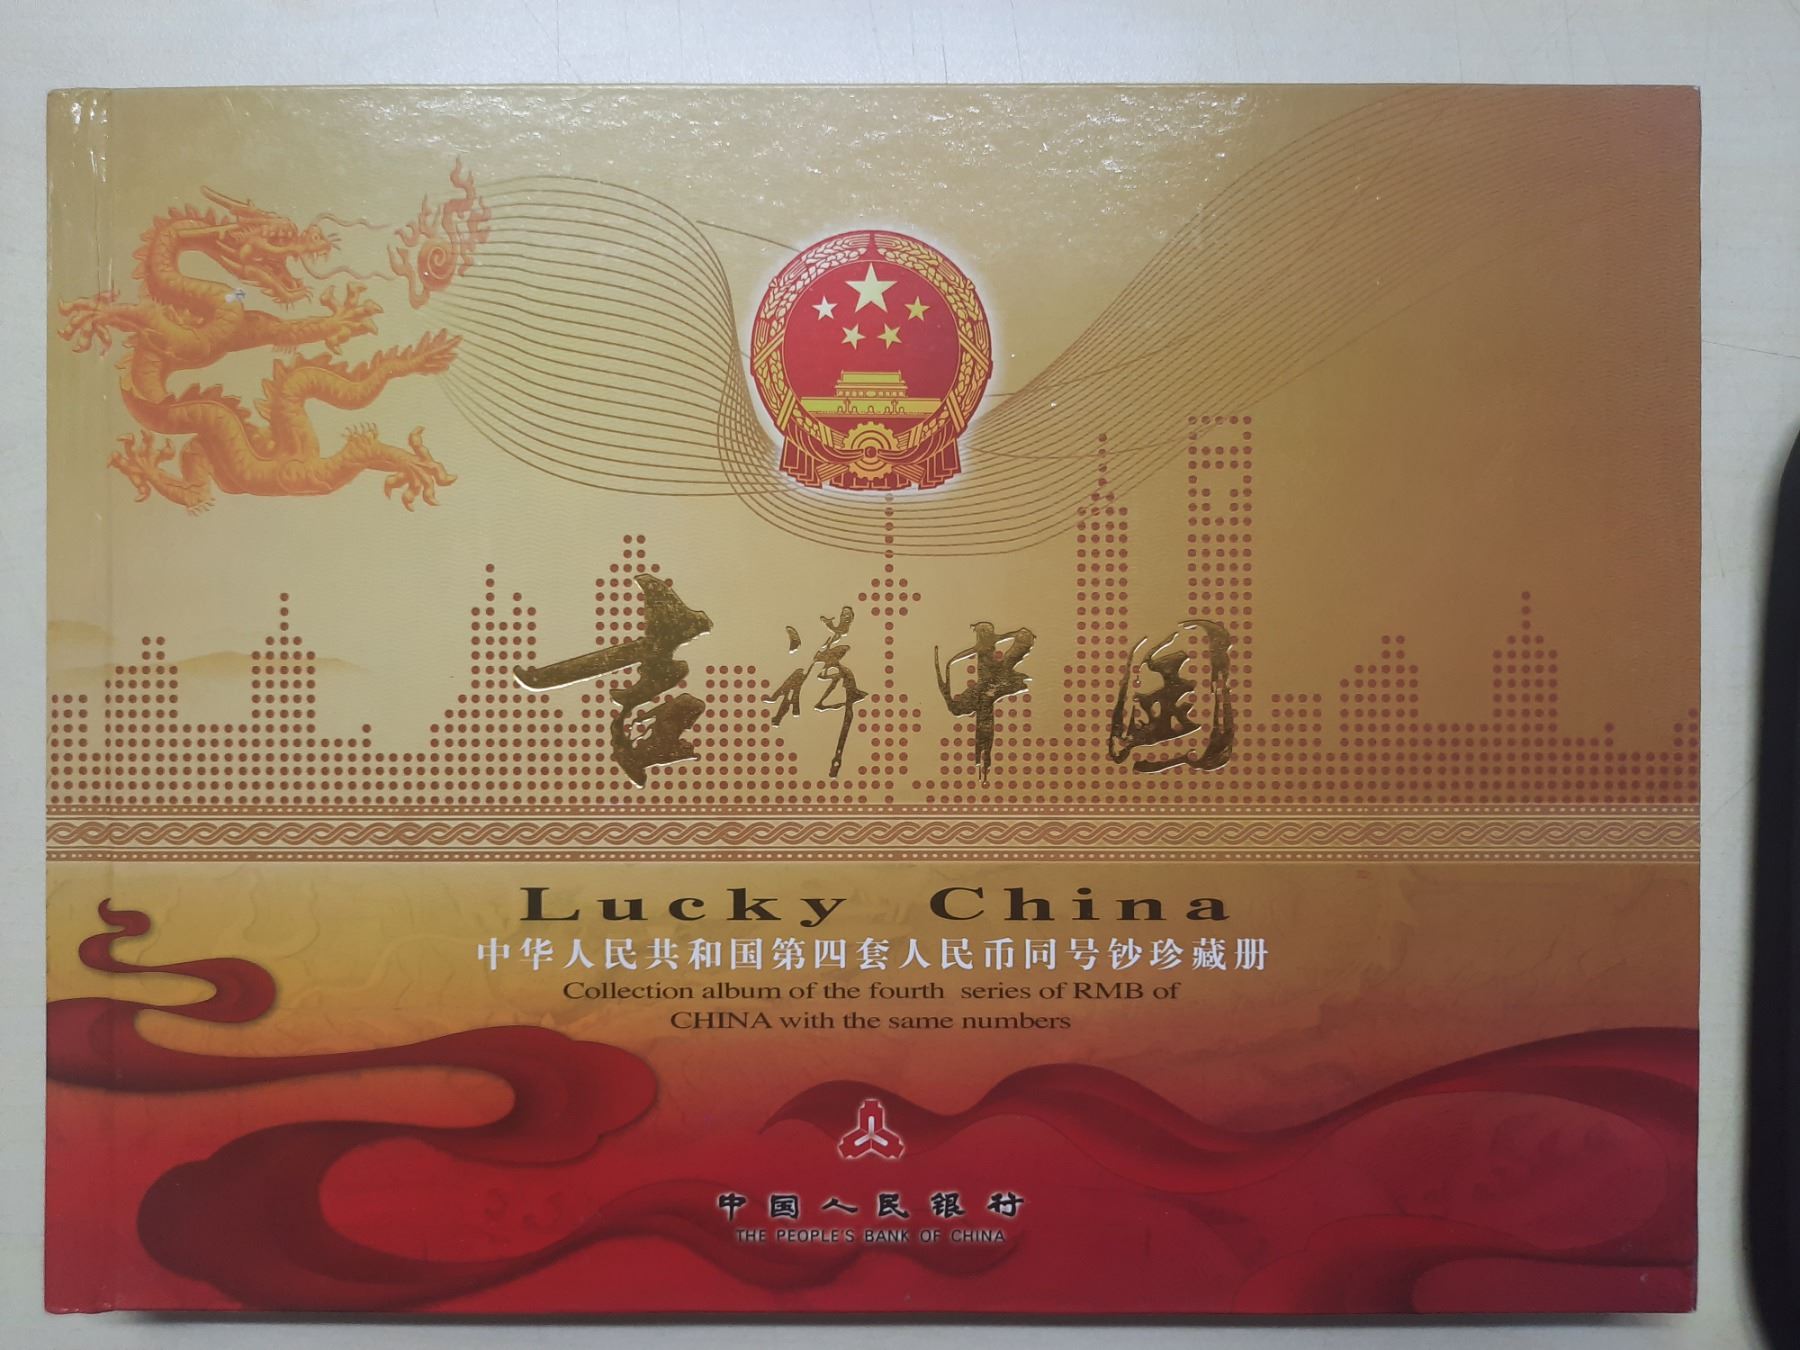 吉祥中国
Lucky China
中华人民共和国第四套人民币同号钞珍藏册
Collection album of the fourth series of RMB of
CHINA with the same numbers
中国人民银行
THE PEOPLE'S BANK OF CHINA